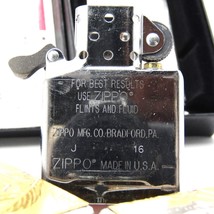 FOR BEST RESULTS
USE ZIPPO®
FLINTS AND FLUID
ZIPPO MFG. CO. BRADFORD, PA.
J 16
ZIPPO® MADE IN U.S.A.